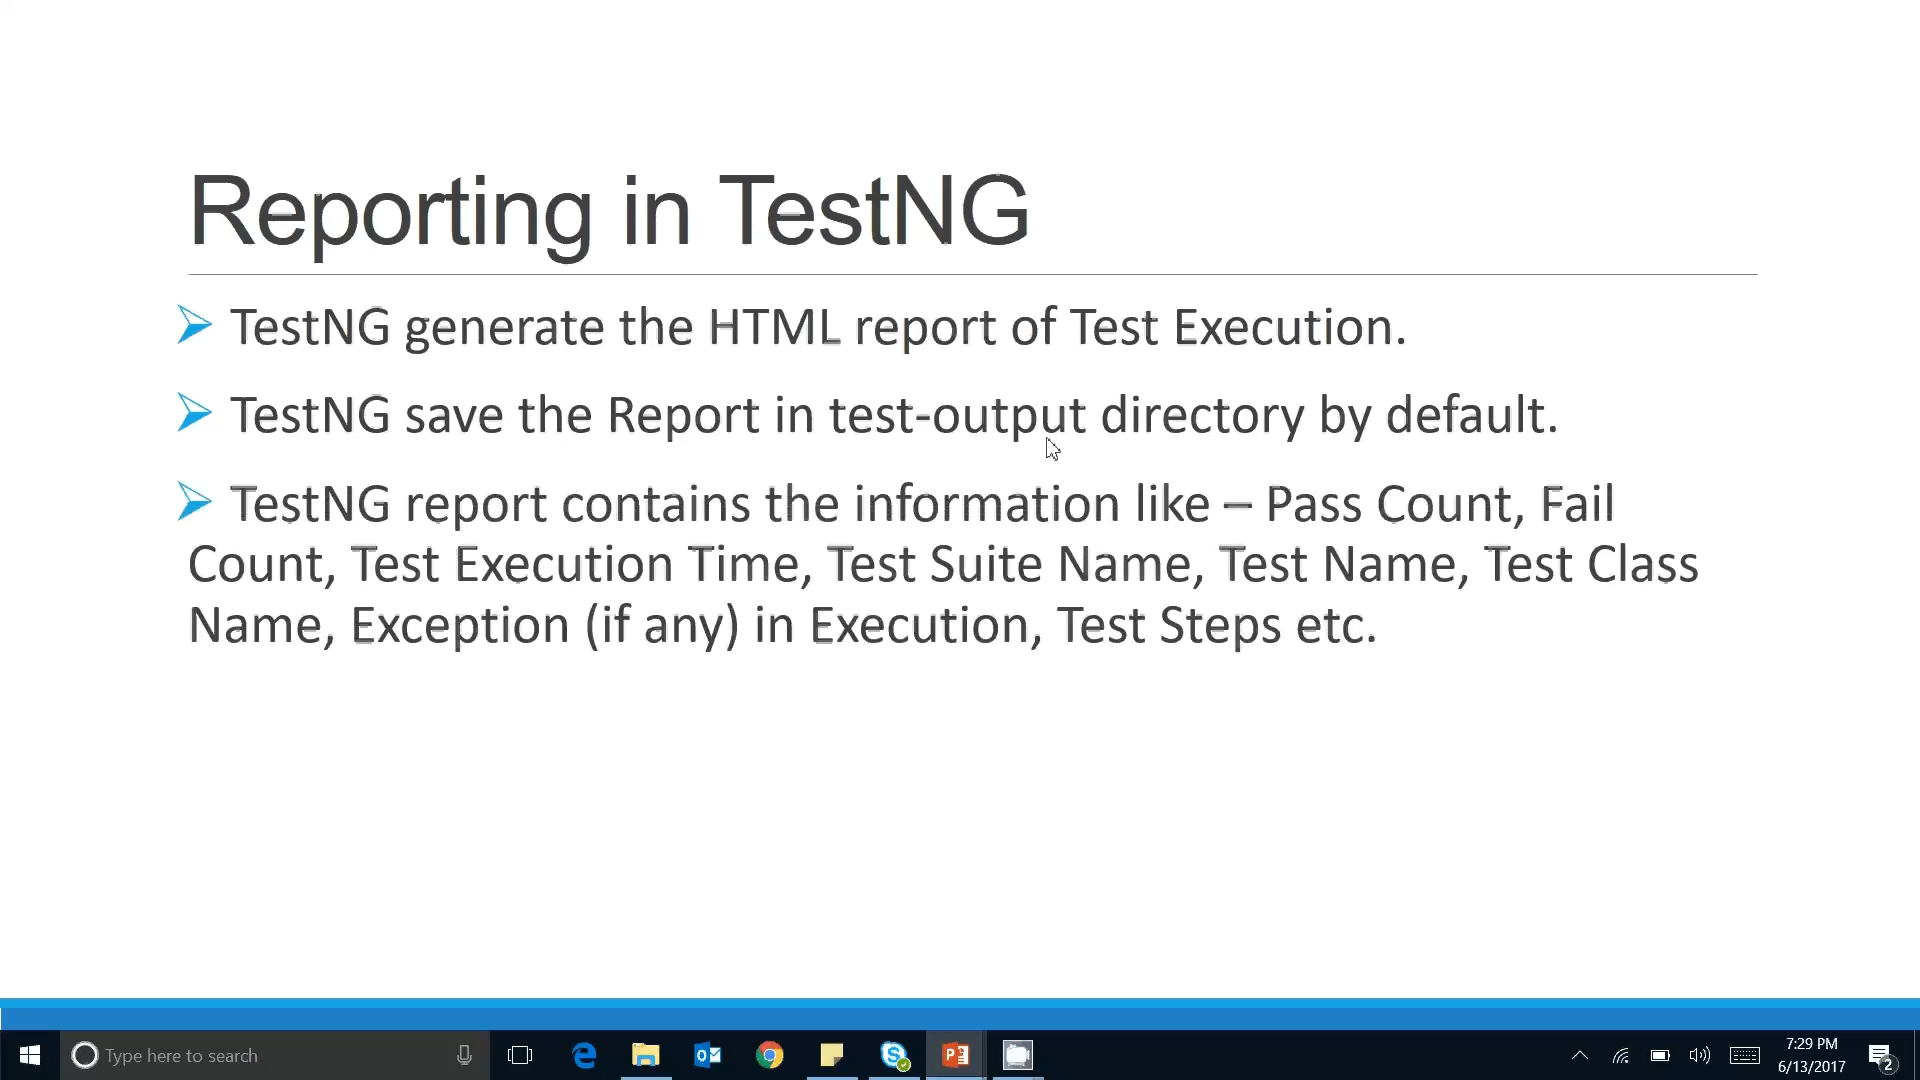 Reporting in TestNG
TestNG generate the HTML report of Test Execution.
TestNG save the Report in test-output directory by default.
TestNG report contains the information like – Pass Count, Fail
Count, Test Execution Time, Test Suite Name, Test Name, Test Class
Name, Exception (if any) in Execution, Test Steps etc.
Type here to search
7:29 PM
6/13/2017
2